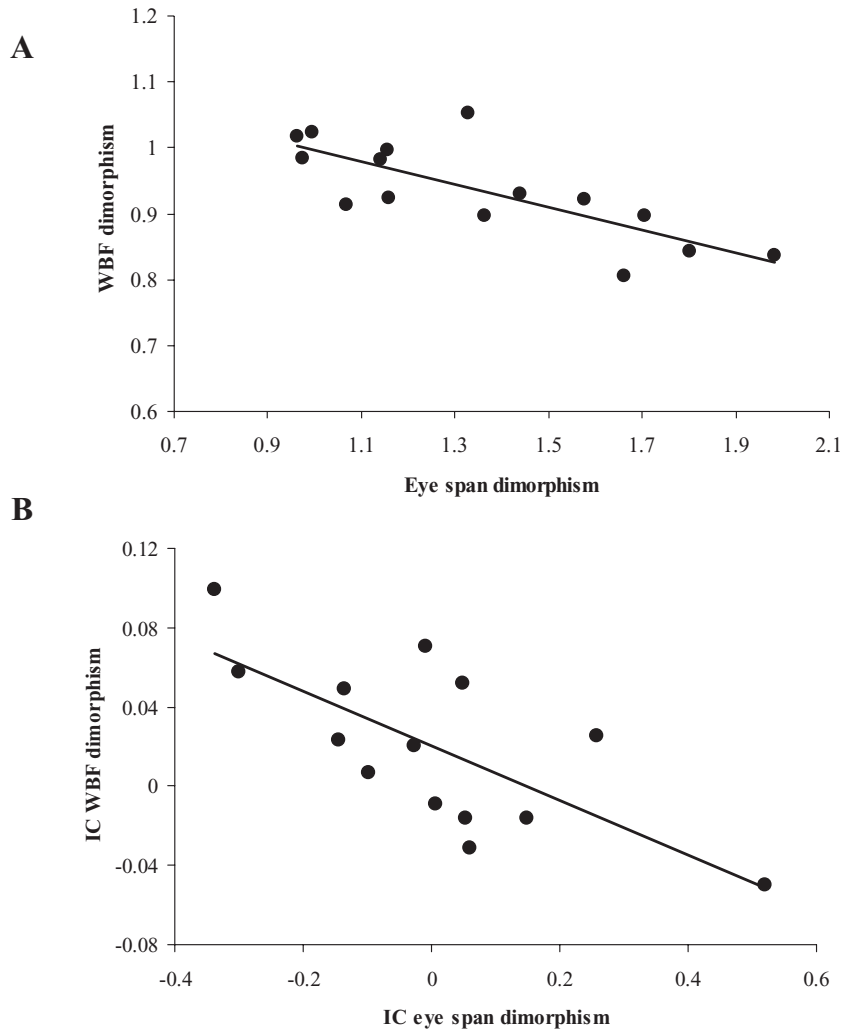 A
1.2
1.1
1
0.9
0.8
0.7
0.6
WBF dimorphism
0.7 0.9 1.1 1.3 1.5 1.7 1.9 2.1
Eye span dimorphism
B
0.12
0.08
0.04
0
-0.04
-0.08
IC WBF dimorphism
-0.4 -0.2 0 0.2 0.4 0.6
IC eye span dimorphism